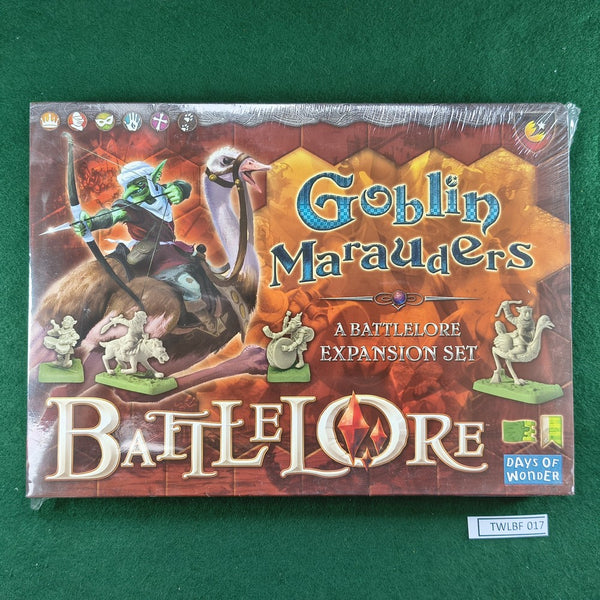 Goblin
Marauders
A BATTLELORE
EXPANSION SET
BATTLELORE
DAYS OF
WONDER
TWLBF 017